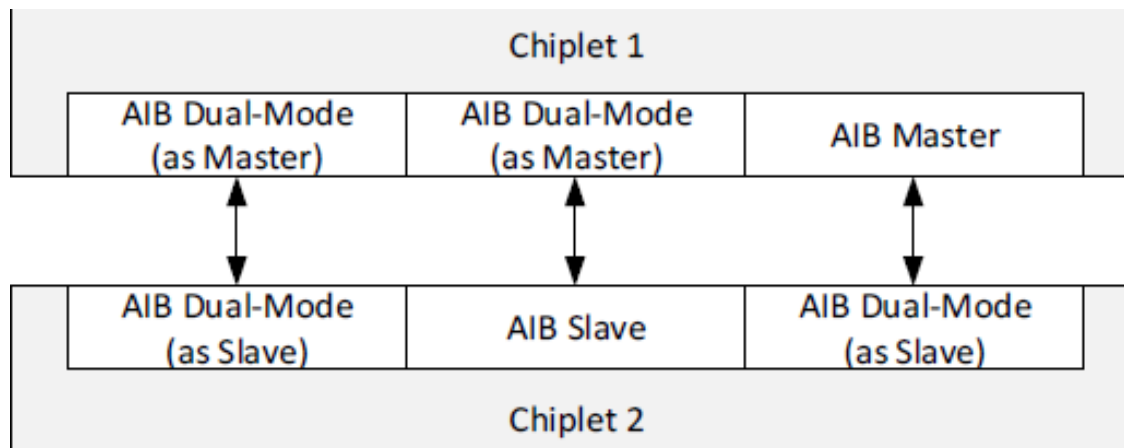 Chiplet 1
AIB Dual-Mode
(as Master)
AIB Dual-Mode
(as Master)
AIB Master
AIB Dual-Mode
(as Slave)
AIB Slave
AIB Dual-Mode
(as Slave)
Chiplet 2